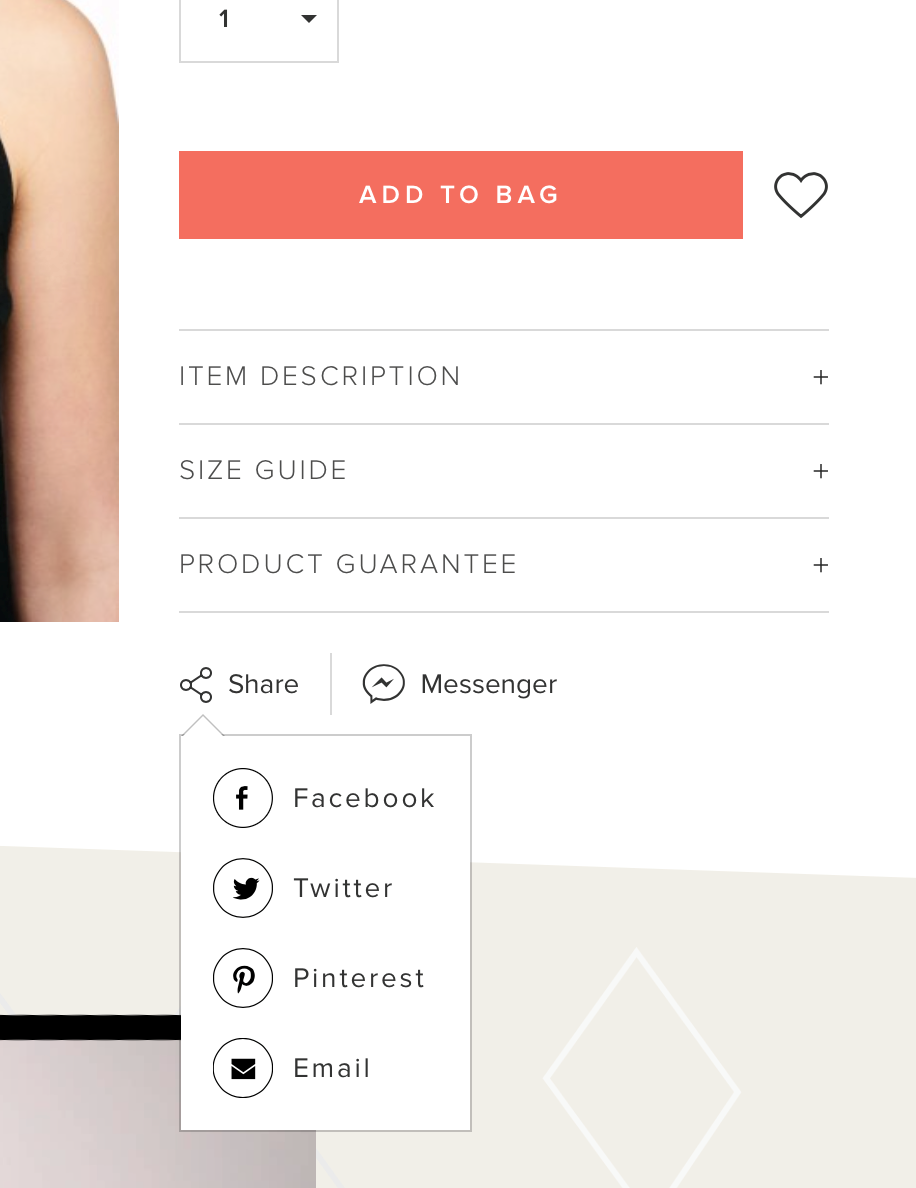 1
ADD TO BAG
ITEM DESCRIPTION +
SIZE GUIDE +
PRODUCT GUARANTEE +
Share Messenger
Facebook
Twitter
Pinterest
Email